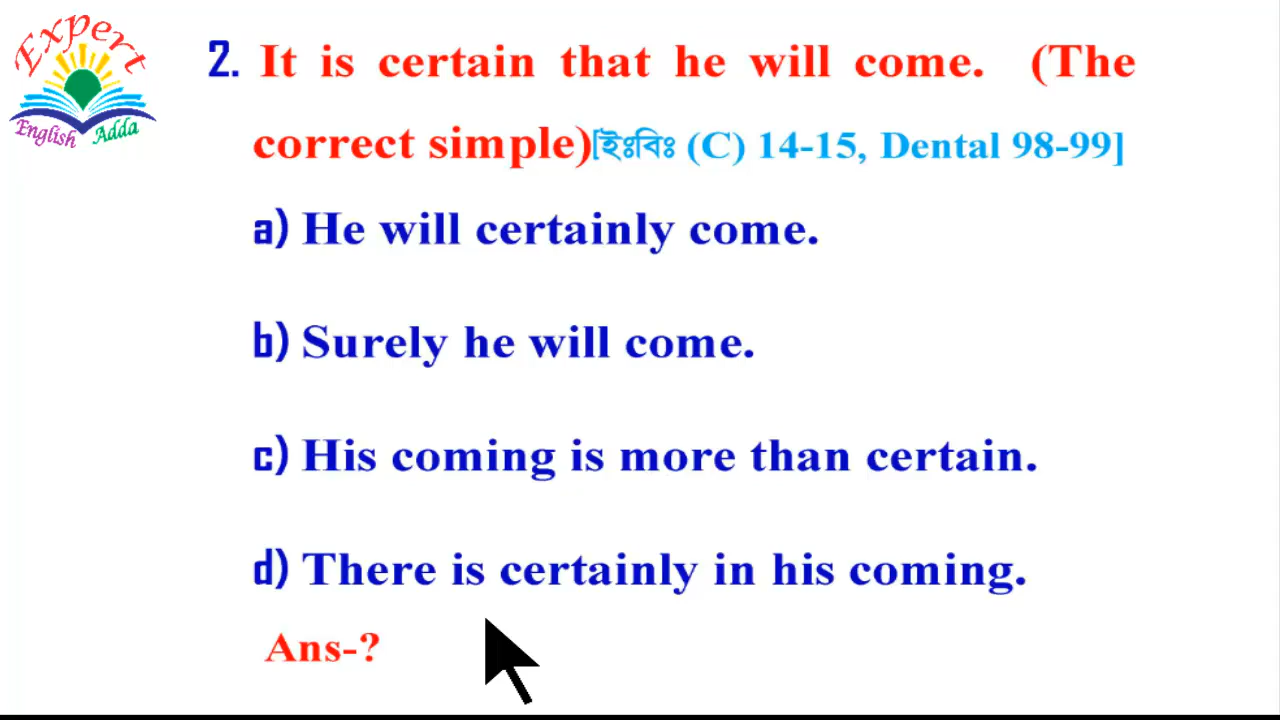 Expert
English Adda
2. It is certain that he will come. (The
correct simple)[ইঃবিঃ (C) 14-15, Dental 98-99]
a) He will certainly come.
b) Surely he will come.
c) His coming is more than certain.
d) There is certainly in his coming.
Ans-?